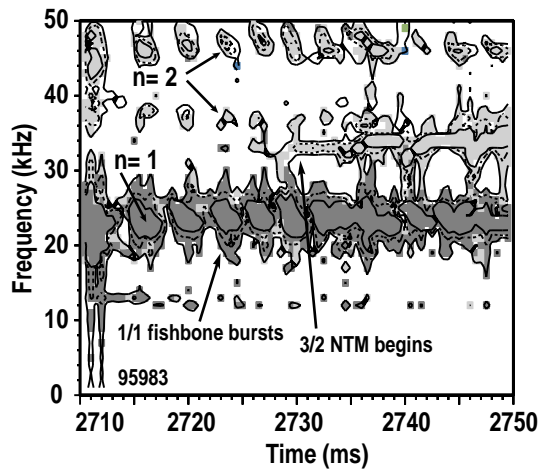 50
40
30
20
10
0
Frequency (kHz)
n= 2
n= 1
1/1 fishbone bursts
3/2 NTM begins
95983
2710 2720 2730 2740 2750
Time (ms)